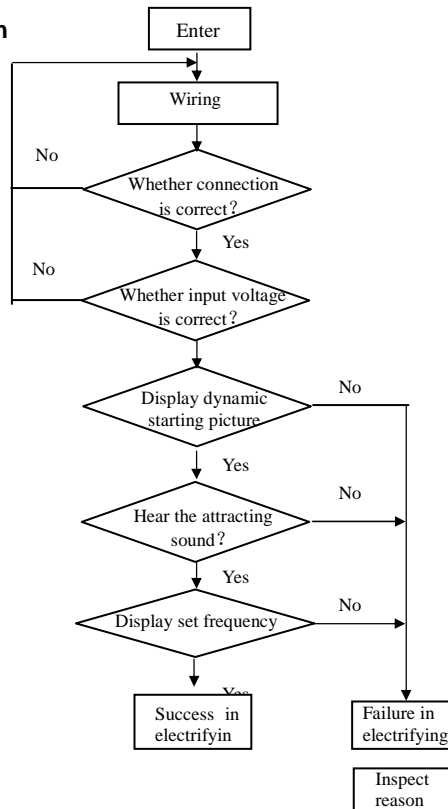 n
Enter
Wiring
No
Whether connection
is correct?
Yes
No
Whether input voltage
is correct?
Display dynamic
starting picture
No
Yes
Hear the attracting
sound?
No
Yes
Display set frequency
No
Yes
Success in
electrifyin
Failure in
electrifying
Inspect
reason